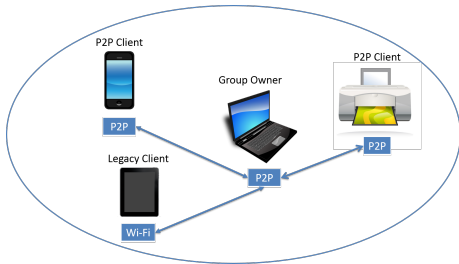 P2P Client
P2P Client
Group Owner
P2P
P2P
Legacy Client
P2P
Wi-Fi